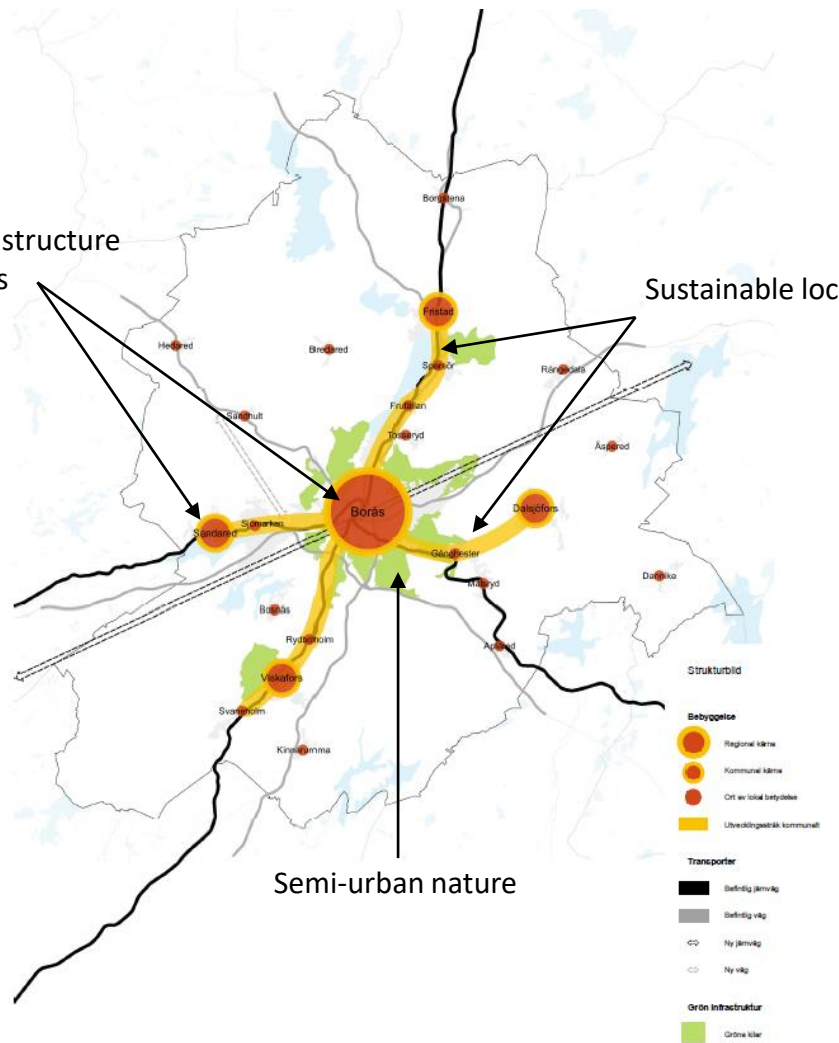 Borgstena
structure
s
Sustainable loc
Fristad
Hedared
Biredared
Sparsör
Rångedala
Sandhult
Frufällan
Tosseryd
Äspered
Borås
Dalsjöfors
Sandared
Sjömarken
Gånghester
Målsryd
Dannike
Bosnäs
Rydboholm
Aplared
Viskafors
Svaneholm
Kinnarumma
Semi-urban nature
Strukturbild
Bebyggelse
Regional kärna
Kommunal kärna
Ort av lokal betydelse
Utvecklingsstråk kommunalt
Transporter
Befintlig järnväg
Befintlig väg
Ny järnväg
Ny väg
Grön infrastruktur
Gröna kilar